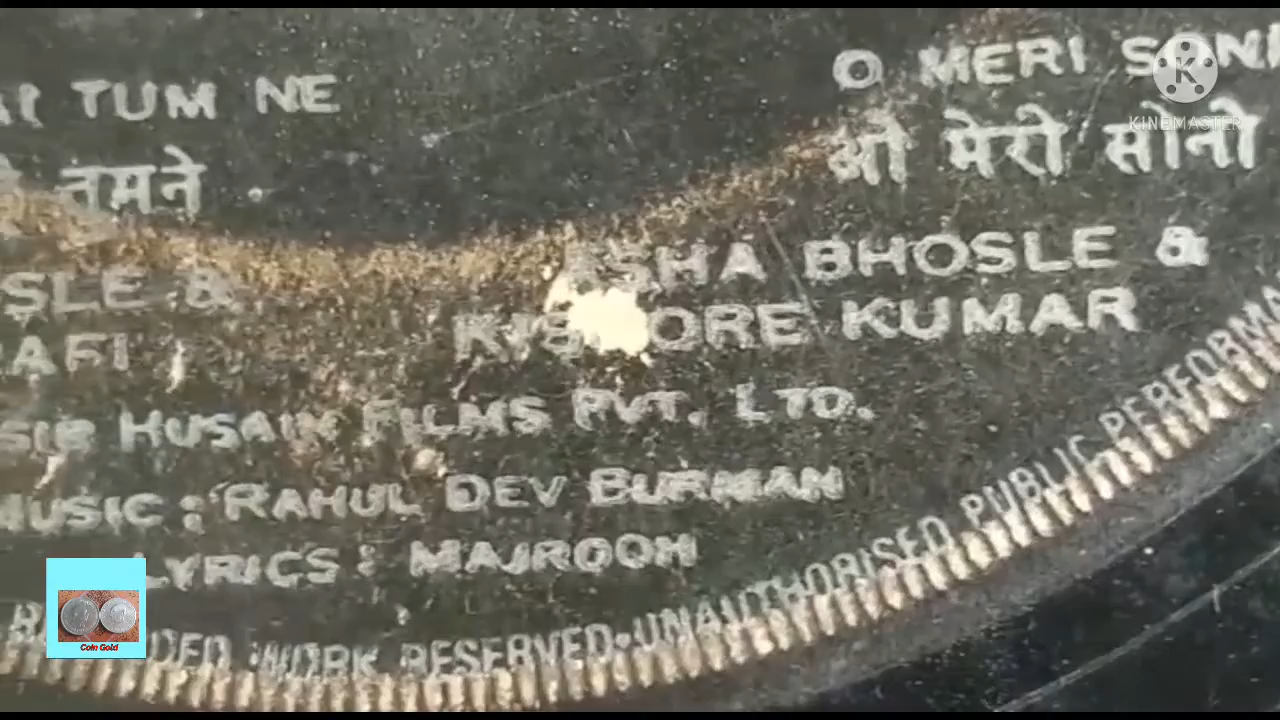 TUM NE
तुमने
SLE &
AFI
O MERI
ओ मेरी सोनी
ASHA BHOSLE &
KISHORE KUMAR
HUSAIN FILMS PVT. LTD.
MUSIC : RAHUL DEV BURMAN
LYRICS : MAJROOH
WORK RESERVED•UNAUTHORISED PUBLIC PERFORMA
KINEMASTER
Coin Gold